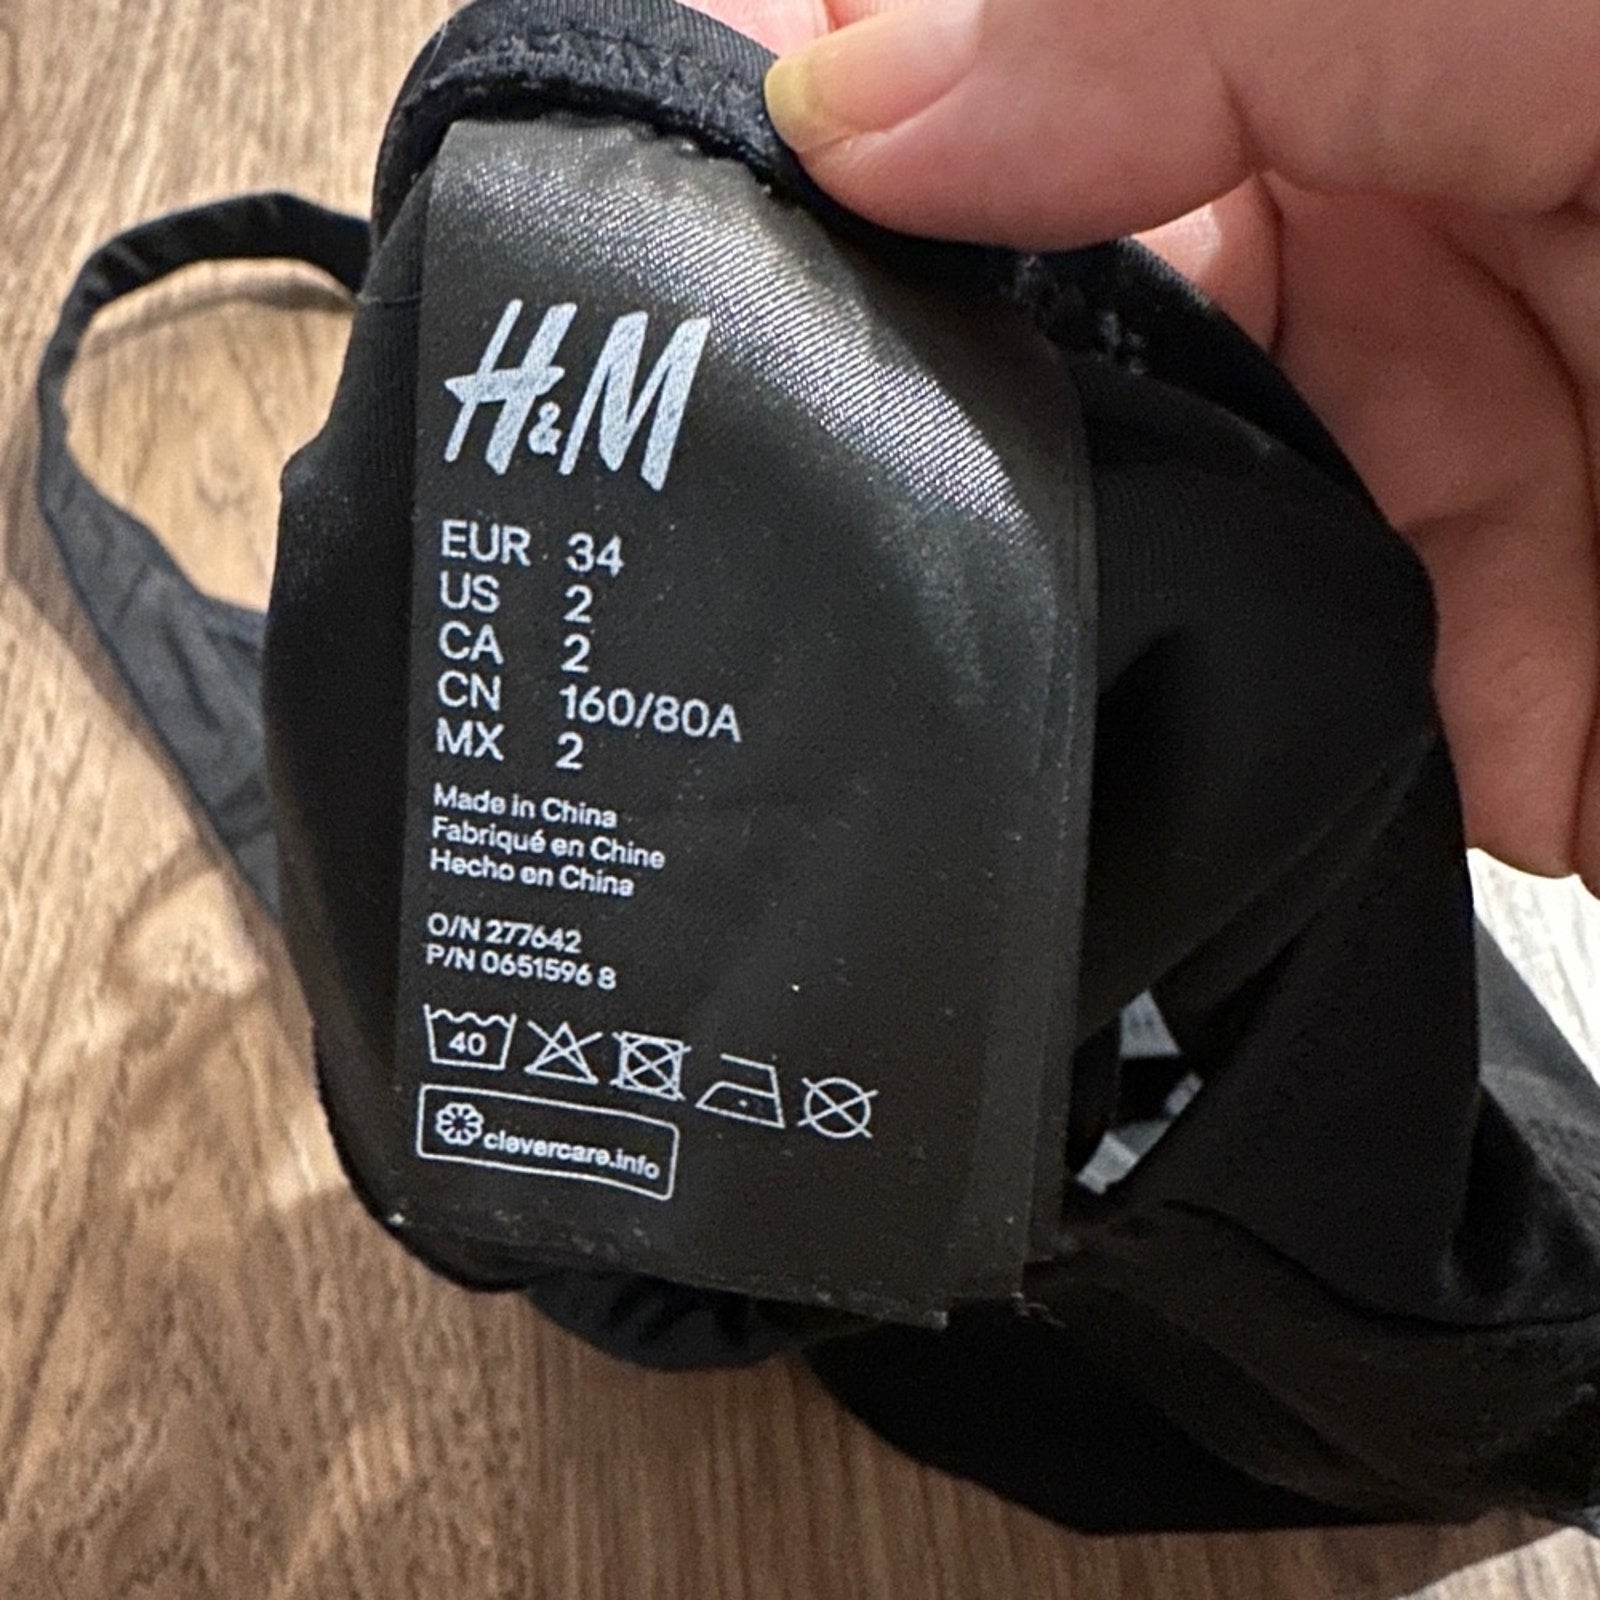 H&M
EUR 34
US 2
CA 2
CN 160/80A
MX 2
Made in China
Fabriqué en Chine
Hecho en China
O/N 277642
P/N 0651596 8
40
clevercare.info